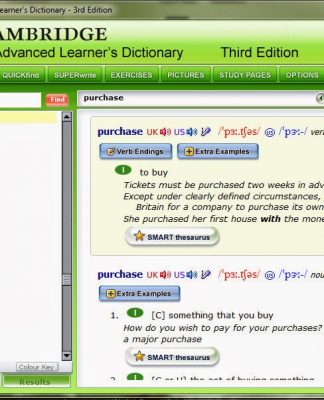 Learner's Dictionary - 3rd Edition
AMBRIDGE
Advanced Learner's Dictionary Third Edition
QUICKfind SUPERwrite EXERCISES PICTURES STUDY PAGES OPTIONS
Find purchase
purchase UK US /ˈpɜː.tʃəs/ US /ˈpɝː-/ ver
Verb Endings Extra Examples
to buy
Tickets must be purchased two weeks in adv
Except under clearly defined circumstances,
Britain for a company to purchase its own
She purchased her first house with the mone
SMART thesaurus
purchase UK US /ˈpɜː.tʃəs/ US /ˈpɝː-/ nou
Extra Examples
1. [C] something that you buy
How do you wish to pay for your purchases?
a major purchase
SMART thesaurus
Colour Key
Results
2. [C or U] the act of buying something